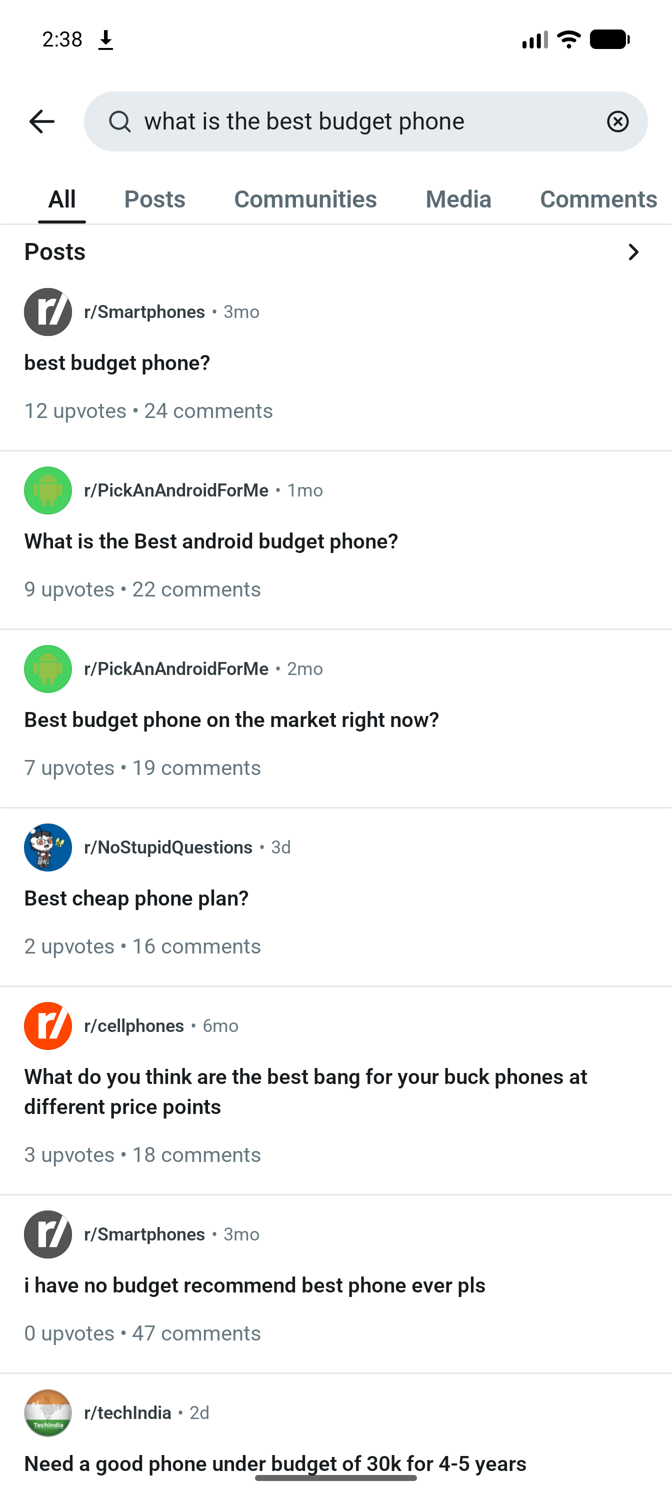 2:38
what is the best budget phone
All Posts Communities Media Comments
Posts
r/Smartphones • 3mo
best budget phone?
12 upvotes • 24 comments
r/PickAnAndroidForMe • 1mo
What is the Best android budget phone?
9 upvotes • 22 comments
r/PickAnAndroidForMe • 2mo
Best budget phone on the market right now?
7 upvotes • 19 comments
r/NoStupidQuestions • 3d
Best cheap phone plan?
2 upvotes • 16 comments
r/cellphones • 6mo
What do you think are the best bang for your buck phones at
different price points
3 upvotes • 18 comments
r/Smartphones • 3mo
i have no budget recommend best phone ever pls
0 upvotes • 47 comments
TechIndia
r/techIndia • 2d
Need a good phone under budget of 30k for 4-5 years